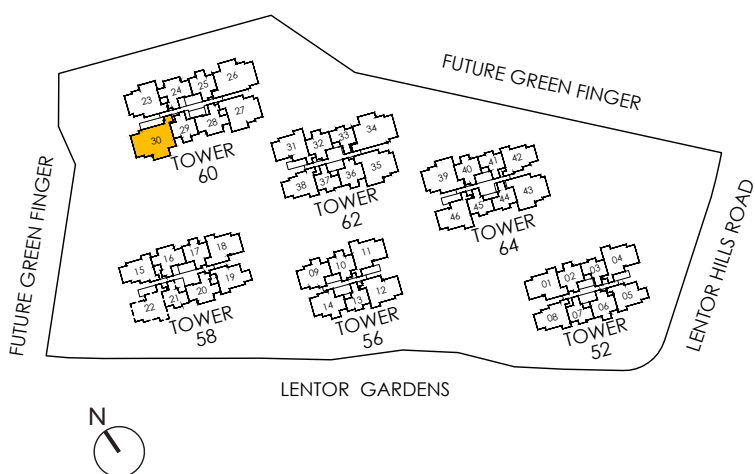 FUTURE GREEN FINGER
23 24 25 26
30 29 28 27
TOWER
60
31 32 33 34
38 37 36 35
TOWER
62
39 40 41 42
46 45 44 43
TOWER
64
FUTURE GREEN FINGER
LENTOR HILLS ROAD
15 16 17 18
22 21 20 19
TOWER
58
09 10 11
14 13 12
TOWER
56
01 02 03 04
08 07 06 05
TOWER
52
LENTOR GARDENS
N